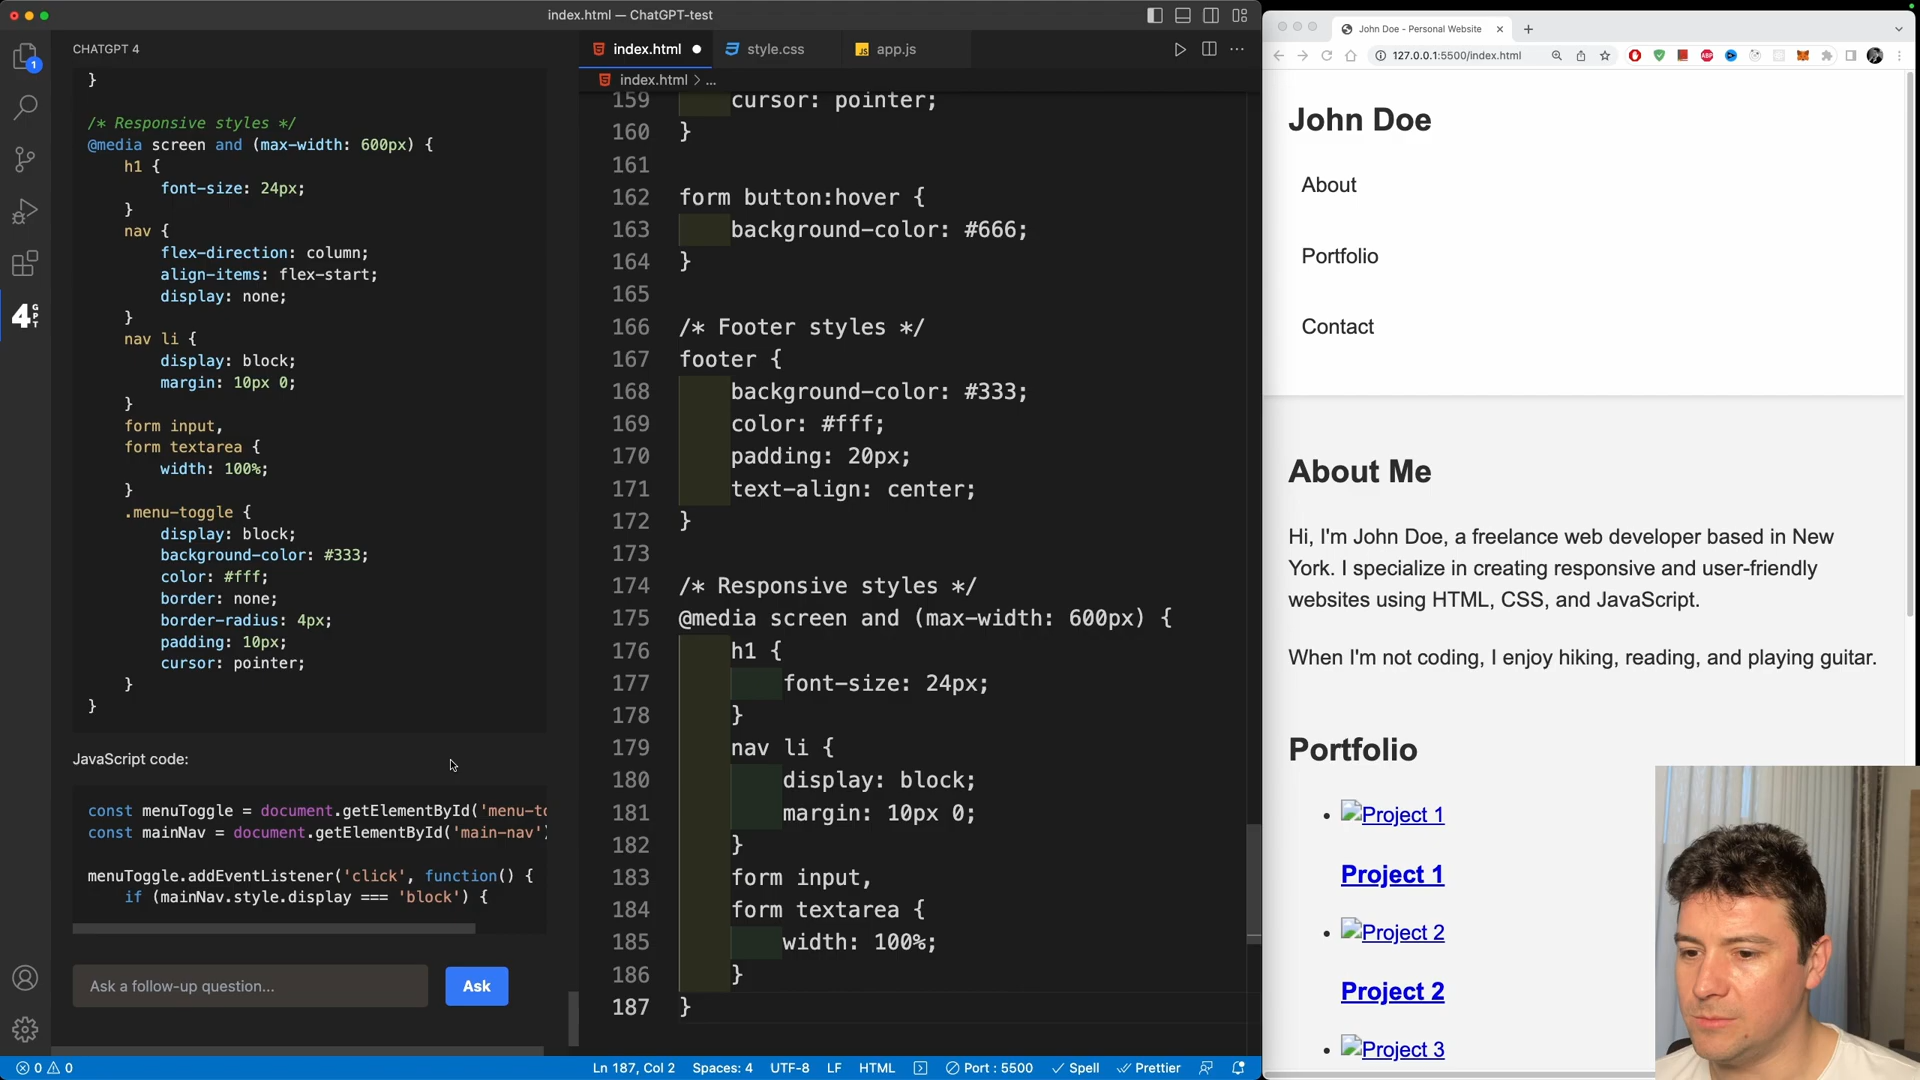 index.html — ChatGPT-test
CHATGPT 4
}
/* Responsive styles */
@media screen and (max-width: 600px) {
h1 {
font-size: 24px;
}
nav {
flex-direction: column;
align-items: flex-start;
display: none;
}
nav li {
display: block;
margin: 10px 0;
}
form input,
form textarea {
width: 100%;
}
.menu-toggle {
display: block;
background-color: #333;
color: #fff;
border: none;
border-radius: 4px;
padding: 10px;
cursor: pointer;
}
}
JavaScript code:
const menuToggle = document.getElementById('menu-to
const mainNav = document.getElementById('main-nav')
menuToggle.addEventListener('click', function() {
if (mainNav.style.display === 'block') {
Ask a follow-up question...
Ask
1
4
GPT
index.html
style.css
JS app.js
index.html > ...
159 cursor: pointer;
160 }
161
162 form button:hover {
163 background-color: #666;
164 }
165
166 /* Footer styles */
167 footer {
168 background-color: #333;
169 color: #fff;
170 padding: 20px;
171 text-align: center;
172 }
173
174 /* Responsive styles */
175 @media screen and (max-width: 600px) {
176 h1 {
177 font-size: 24px;
178 }
179 nav li {
180 display: block;
181 margin: 10px 0;
182 }
183 form input,
184 form textarea {
185 width: 100%;
186 }
187 }
0 0
Ln 187, Col 2
Spaces: 4
UTF-8
LF
HTML
Port : 5500
Spell
Prettier
John Doe - Personal Website
127.0.0.1:5500/index.html
ABP
John Doe
About
Portfolio
Contact
About Me
Hi, I'm John Doe, a freelance web developer based in New
York. I specialize in creating responsive and user-friendly
websites using HTML, CSS, and JavaScript.
When I'm not coding, I enjoy hiking, reading, and playing guitar.
Portfolio
Project 1
Project 1
Project 2
Project 2
Project 3